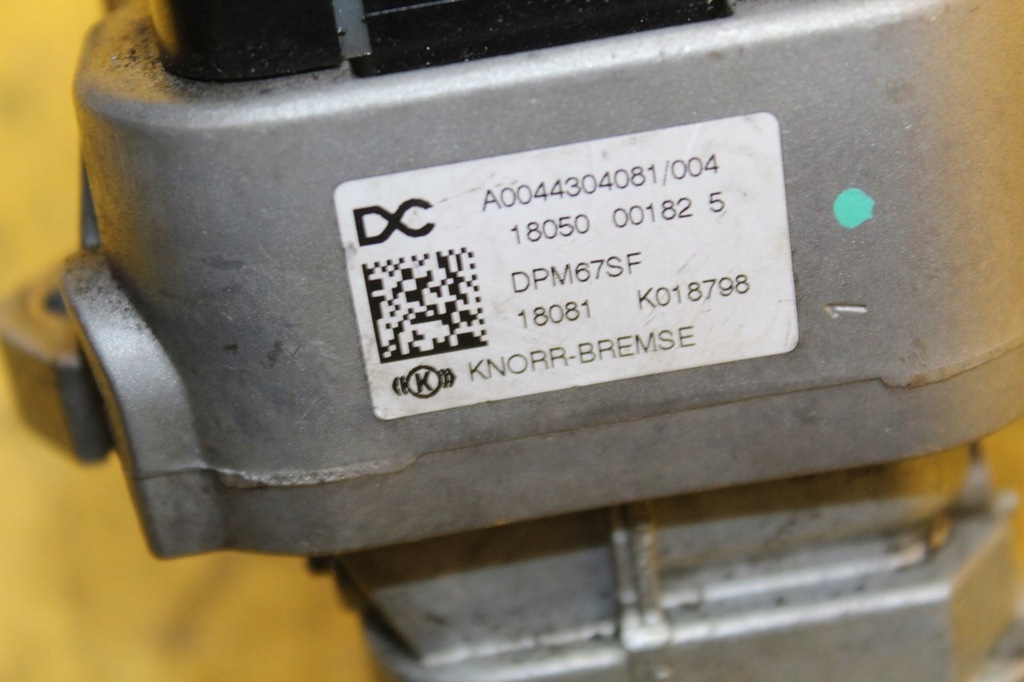 DC
A0044304081/004
18050 00182 5
DPM67SF
18081 K018798
K KNORR-BREMSE